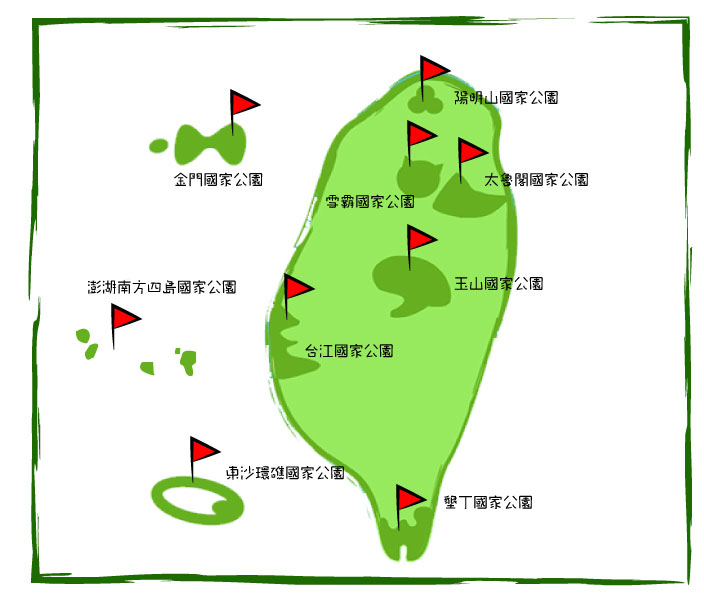 陽明山國家公園
金門國家公園
太魯閣國家公園
雪霸國家公園
澎湖南方四島國家公園
玉山國家公園
台江國家公園
東沙環礁國家公園
墾丁國家公園